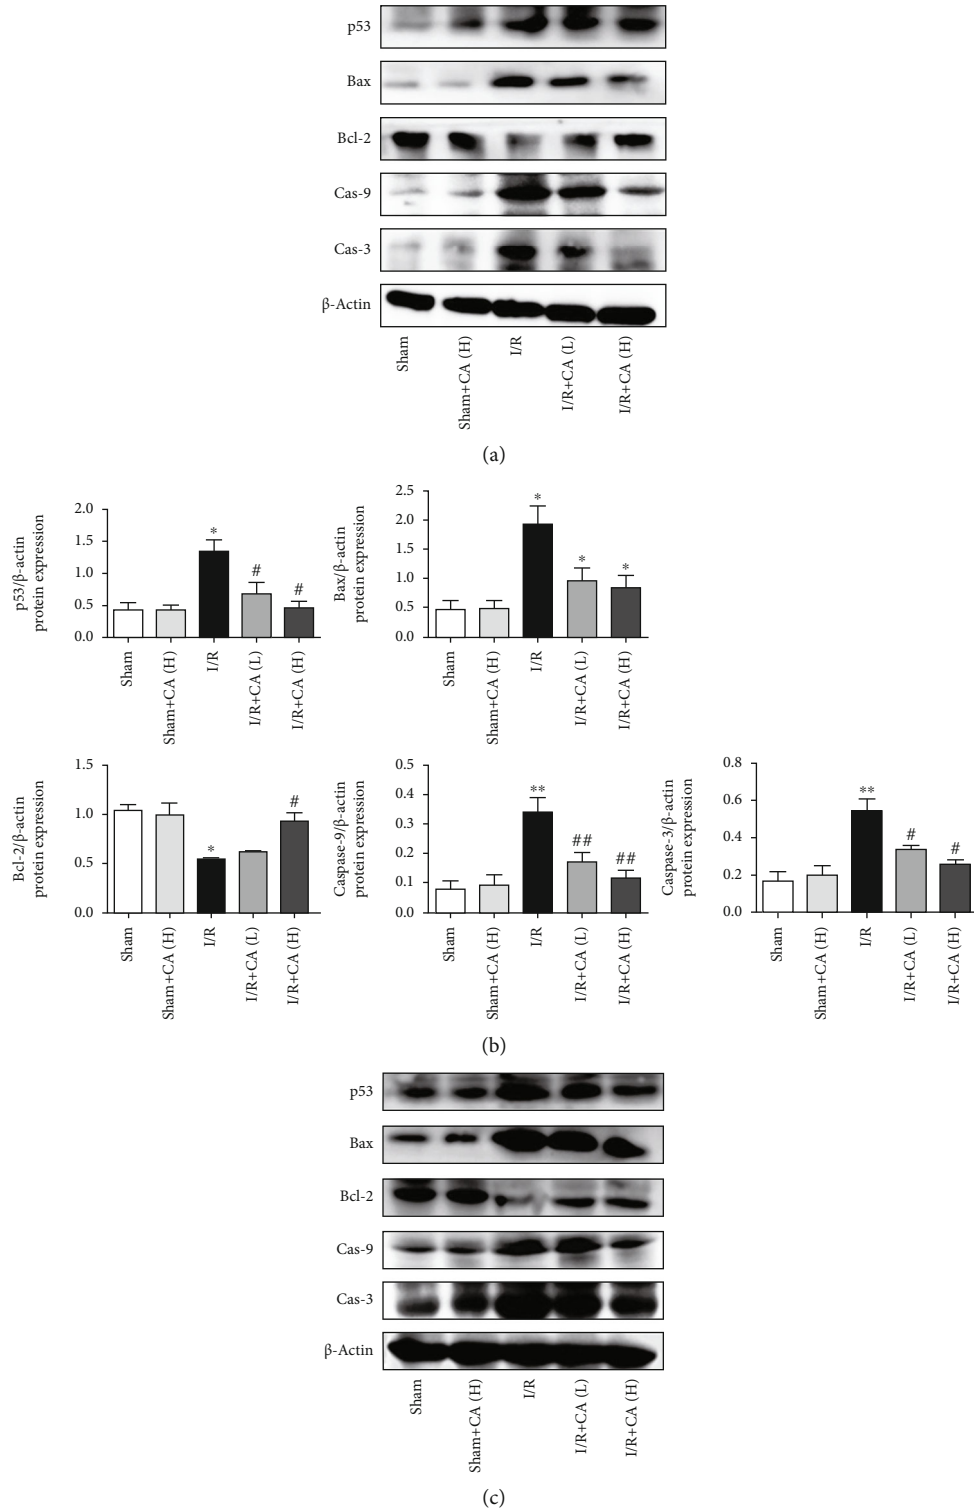 p53
Bax
Bcl-2
Cas-9
Cas-3
β-Actin
Sham
Sham+CA (H)
I/R
I/R+CA (L)
I/R+CA (H)
(a)
p53/β-actin
protein expression
2.0
1.5
1.0
0.5
0.0
*
#
#
Sham
Sham+CA (H)
I/R
I/R+CA (L)
I/R+CA (H)
Bax/β-actin
protein expression
2.5
2.0
1.5
1.0
0.5
0.0
*
*
*
Sham
Sham+CA (H)
I/R
I/R+CA (L)
I/R+CA (H)
Bcl-2/β-actin
protein expression
1.5
1.0
0.5
0.0
*
#
Sham
Sham+CA (H)
I/R
I/R+CA (L)
I/R+CA (H)
Caspase-9/β-actin
protein expression
0.5
0.4
0.3
0.2
0.1
0.0
**
##
##
Sham
Sham+CA (H)
I/R
I/R+CA (L)
I/R+CA (H)
Caspase-3/β-actin
protein expression
0.8
0.6
0.4
0.2
0.0
**
#
#
Sham
Sham+CA (H)
I/R
I/R+CA (L)
I/R+CA (H)
(b)
p53
Bax
Bcl-2
Cas-9
Cas-3
β-Actin
Sham
Sham+CA (H)
I/R
I/R+CA (L)
I/R+CA (H)
(c)